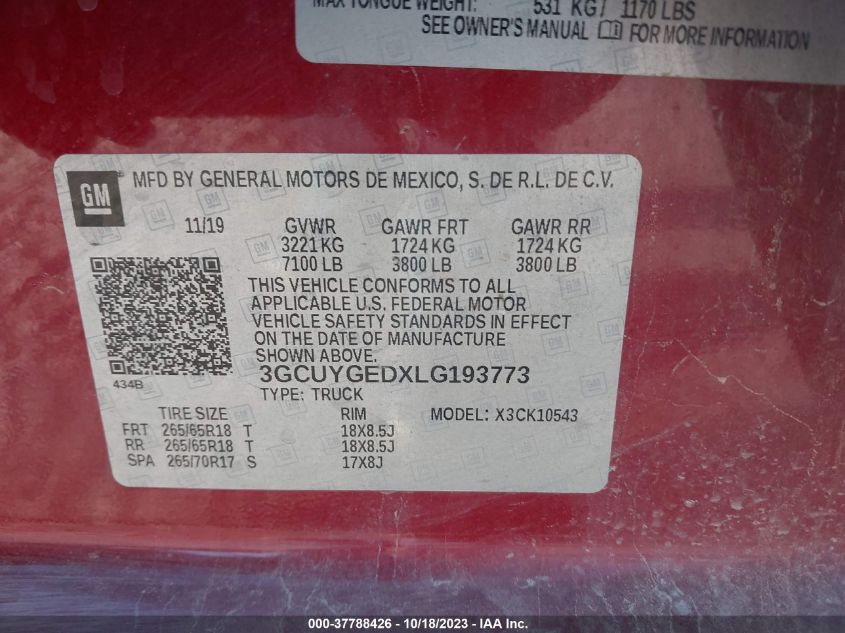 MAX TONGUE WEIGHT: 531 KG/ 1170 LBS
SEE OWNER'S MANUAL FOR MORE INFORMATION
GM MFD BY GENERAL MOTORS DE MEXICO, S. DE R.L. DE C.V.
11/19 GVWR GAWR FRT GAWR RR
3221 KG 1724 KG 1724 KG
7100 LB 3800 LB 3800 LB
THIS VEHICLE CONFORMS TO ALL
APPLICABLE U.S. FEDERAL MOTOR
VEHICLE SAFETY STANDARDS IN EFFECT
ON THE DATE OF MANUFACTURE
SHOWN ABOVE.
434B
3GCUYGEDXLG193773
TYPE: TRUCK
TIRE SIZE RIM MODEL: X3CK10543
FRT 265/65R18 T 18X8.5J
RR 265/65R18 T 18X8.5J
SPA 265/70R17 S 17X8J
000-37788426 - 10/18/2023 - IAA Inc.